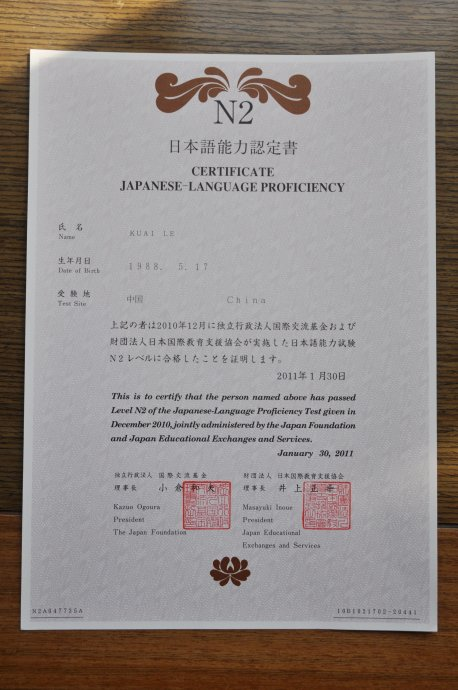 N2
日本語能力認定書
CERTIFICATE
JAPANESE-LANGUAGE PROFICIENCY
氏名
Name
KUAI LE
生年月日
Date of Birth
1988. 5.17
受験地
Test Site
中国 China
上記の者は2010年12月に独立行政法人国際交流基金および
財団法人日本国際教育支援協会が実施した日本語能力試験
N2レベルに合格したことを証明します。
2011年1月30日
This is to certify that the person named above has passed
Level N2 of the Japanese-Language Proficiency Test given in
December 2010, jointly administered by the Japan Foundation
and Japan Educational Exchanges and Services.
January 30, 2011
独立行政法人 国際交流基金
理事長 小倉和夫
Kazuo Ogoura
President
The Japan Foundation
財団法人 日本国際教育支援協会
理事長 井上正幸
Masayuki Inoue
President
Japan Educational
Exchanges and Services
N2A047735A